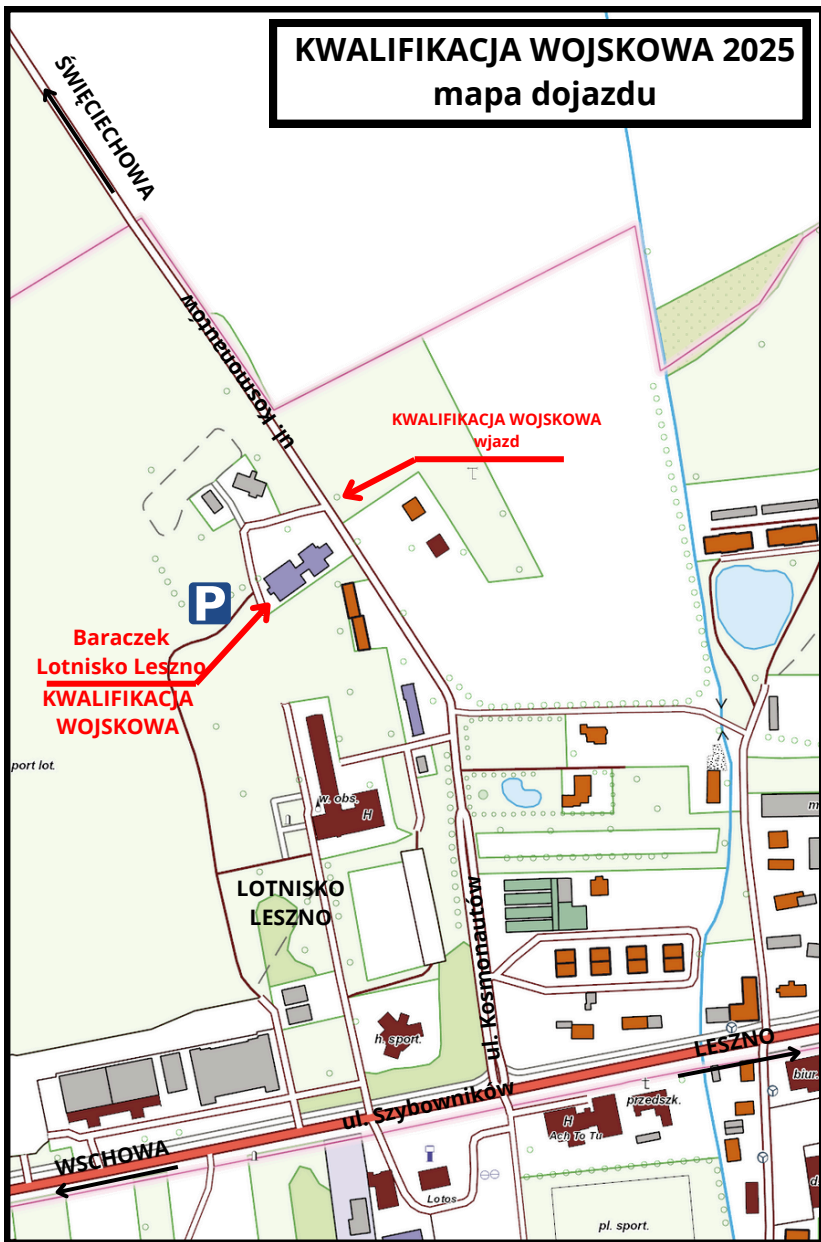 KWALIFIKACJA WOJSKOWA 2025
mapa dojazdu
ŚWIĘCIECHOWA
ul. Kosmonautów
KWALIFIKACJA WOJSKOWA
wjazd
P
Baraczek
Lotnisko Leszno
KWALIFIKACJA
WOJSKOWA
port lot.
w. obs.
H
m
LOTNISKO
LESZNO
ul. Kosmonautów
h. sport.
LESZNO
biur.
ul. Szybowników
przedszk.
H
Ach To Tu
WSCHOWA
Lotos
d.
pl. sport.